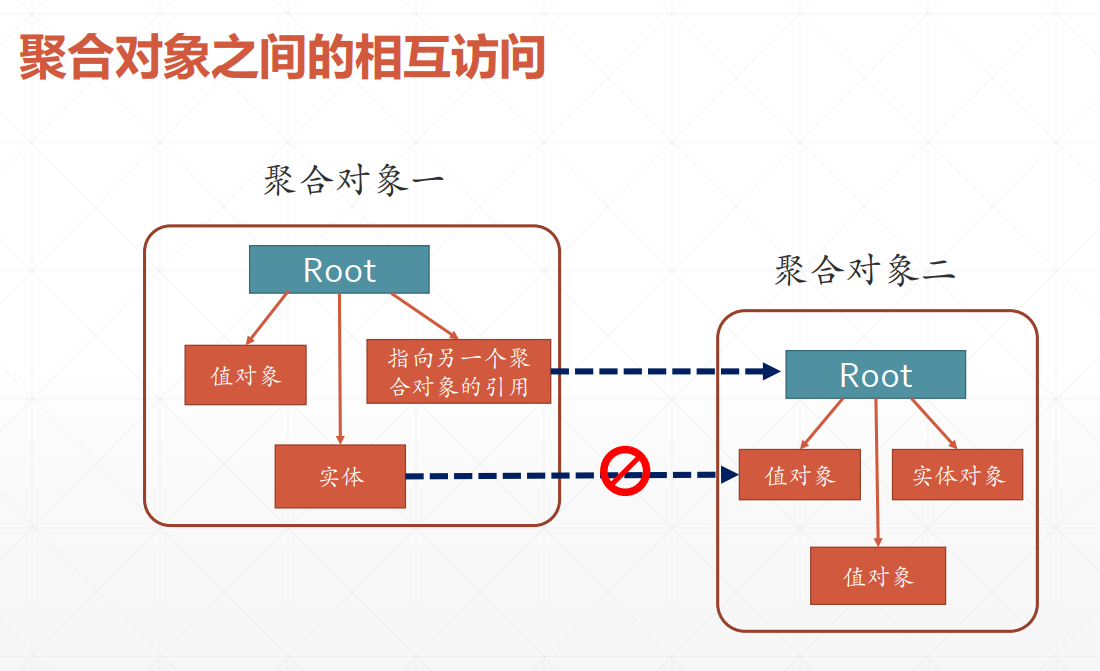 聚合对象之间的相互访问
聚合对象一
Root
值对象
指向另一个聚
合对象的引用
实体
聚合对象二
Root
值对象
实体对象
值对象